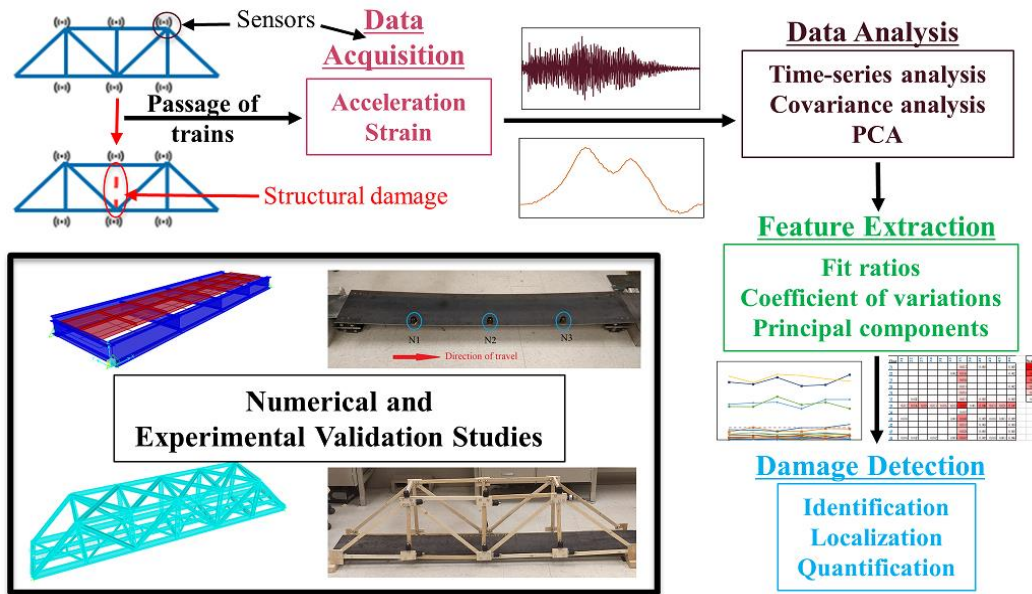 Sensors
Data
Acquisition
Acceleration
Strain
Passage of
trains
Structural damage
Data Analysis
Time-series analysis
Covariance analysis
PCA
Feature Extraction
Fit ratios
Coefficient of variations
Principal components
N1
N2
N3
Direction of travel
Numerical and
Experimental Validation Studies
Damage Detection
Identification
Localization
Quantification